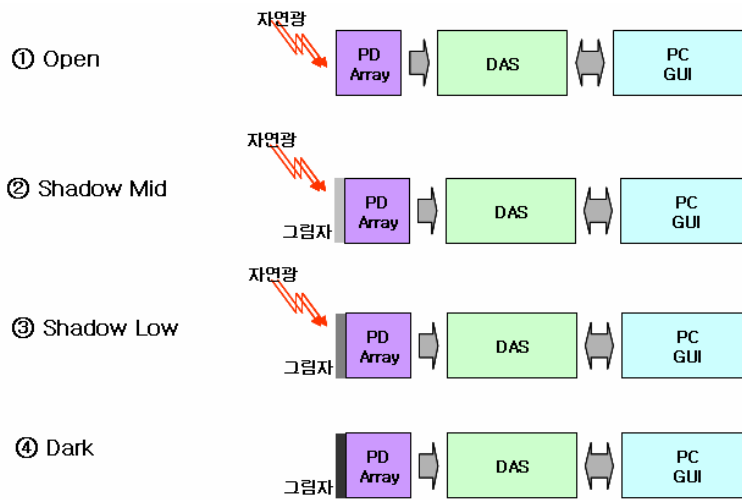 자연광
① Open
PD
Array
DAS
PC
GUI
자연광
② Shadow Mid
그림자
PD
Array
DAS
PC
GUI
자연광
③ Shadow Low
그림자
PD
Array
DAS
PC
GUI
④ Dark
그림자
PD
Array
DAS
PC
GUI